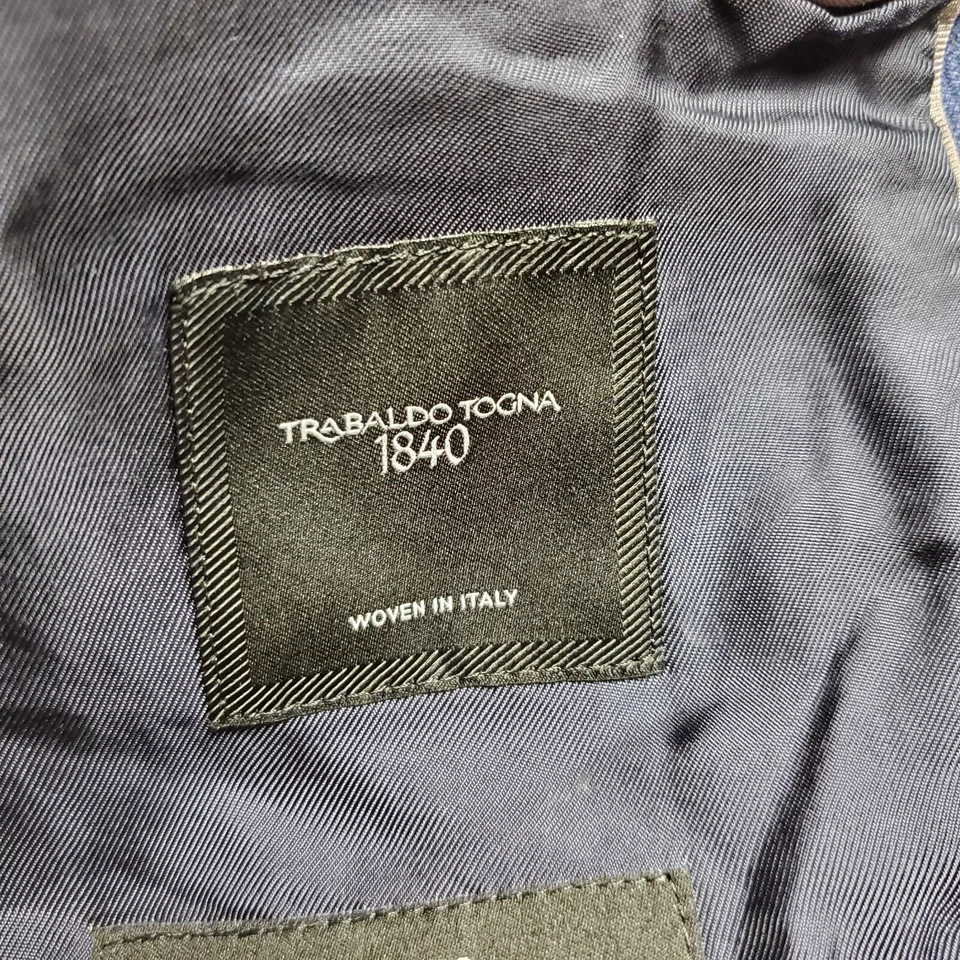 TRABALDO TOGNA
1840
WOVEN IN ITALY